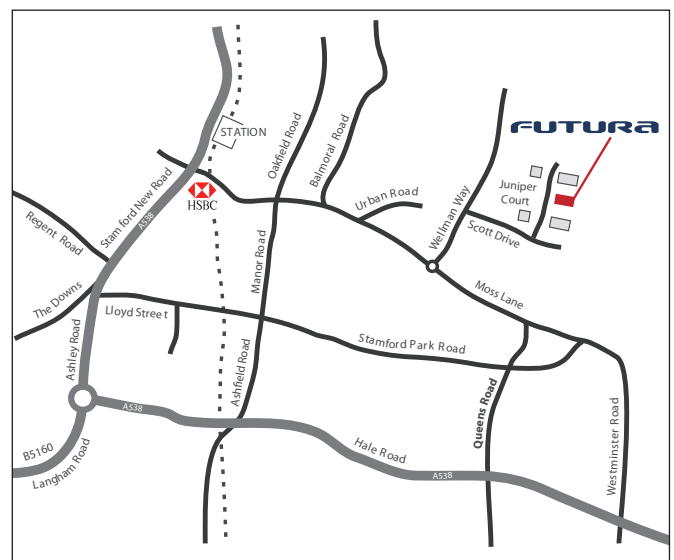 FUTURA
STATION
Oakfield Road
Balmoral Road
Stamford New Road
A538
HSBC
Urban Road
Juniper
Court
Wellman Way
Scott Drive
Regent Road
Manor Road
The Downs
Moss Lane
Lloyd Street
Stamford Park Road
Ashley Road
Ashfield Road
Queens Road
Westminster Road
A538
B5160
Langham Road
Hale Road
A538